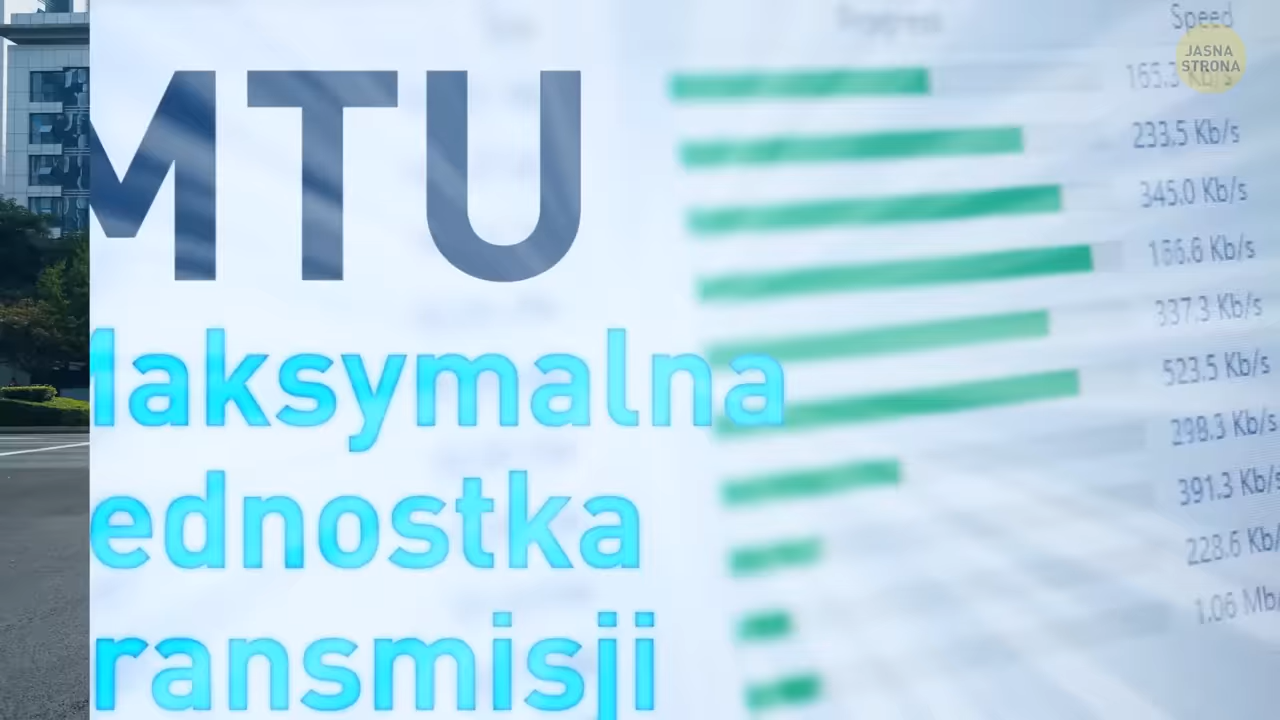 Speed
JASNA
STRONA
MTU
233.5 Kb/s
345.0 Kb/s
166.6 Kb/s
337.3 Kb/s
aksymalna
523.5 Kb/s
298.3 Kb/s
ednostka
391.3 Kb/s
228.6 Kb/
1.06 Mb/
ransmisji